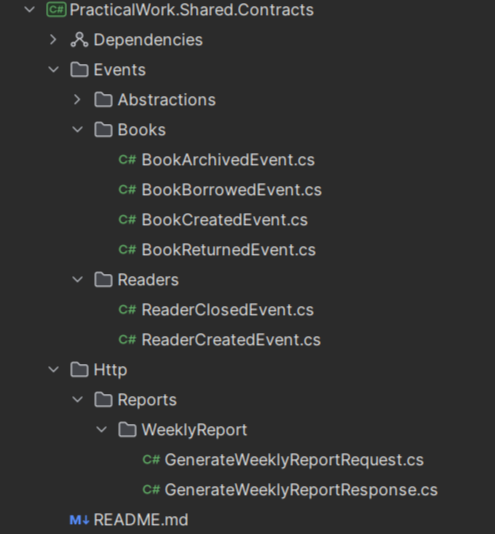 C# PracticalWork.Shared.Contracts
Dependencies
Events
Abstractions
Books
C# BookArchivedEvent.cs
C# BookBorrowedEvent.cs
C# BookCreatedEvent.cs
C# BookReturnedEvent.cs
Readers
C# ReaderClosedEvent.cs
C# ReaderCreatedEvent.cs
Http
Reports
WeeklyReport
C# GenerateWeeklyReportRequest.cs
C# GenerateWeeklyReportResponse.cs
M↓ README.md